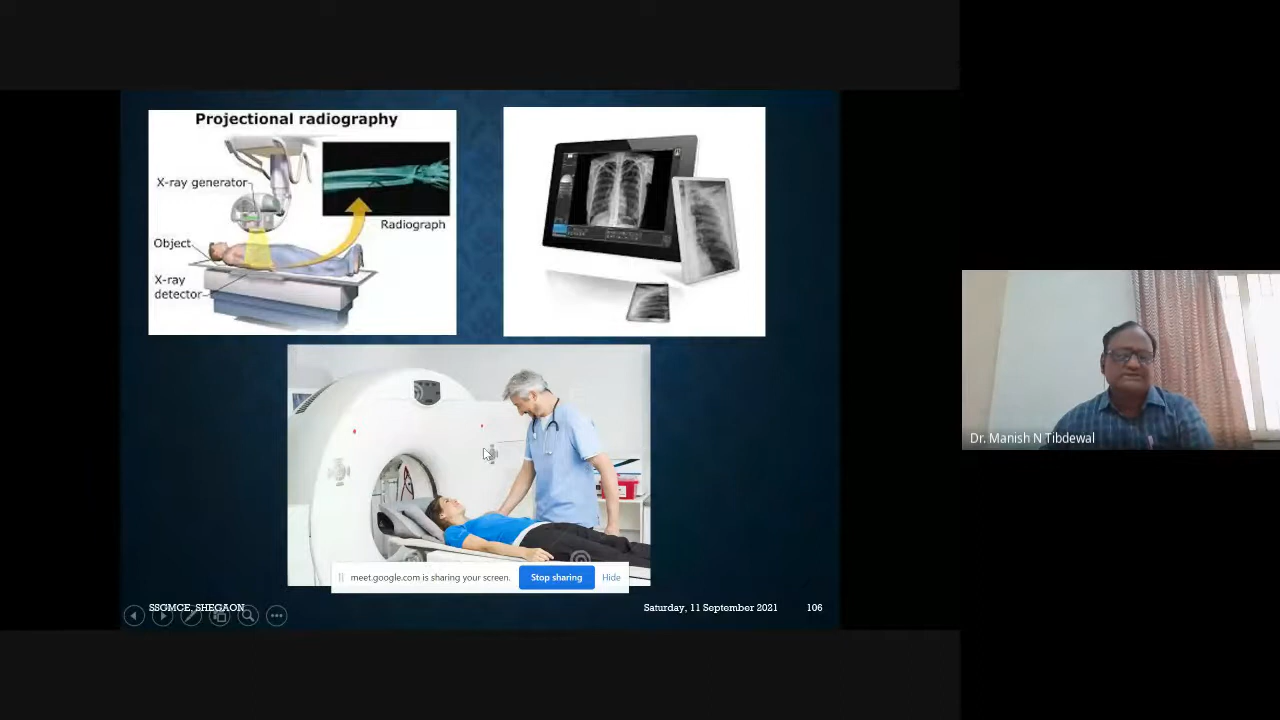 Projectional radiography
X-ray generator
Radiograph
Object
X-ray
detector
meet.google.com is sharing your screen.
Stop sharing
Hide
SSGMCE, SHEGAON
Saturday, 11 September 2021
106
Dr. Manish N Tibdewal